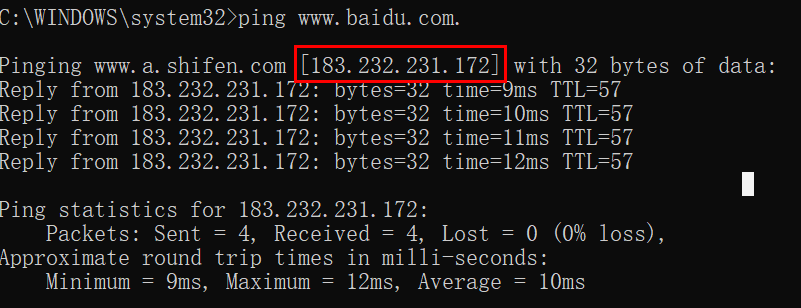 C:\WINDOWS\system32>ping www.baidu.com.
Pinging www.a.shifen.com [183.232.231.172] with 32 bytes of data:
Reply from 183.232.231.172: bytes=32 time=9ms TTL=57
Reply from 183.232.231.172: bytes=32 time=10ms TTL=57
Reply from 183.232.231.172: bytes=32 time=11ms TTL=57
Reply from 183.232.231.172: bytes=32 time=12ms TTL=57
Ping statistics for 183.232.231.172:
Packets: Sent = 4, Received = 4, Lost = 0 (0% loss),
Approximate round trip times in milli-seconds:
Minimum = 9ms, Maximum = 12ms, Average = 10ms